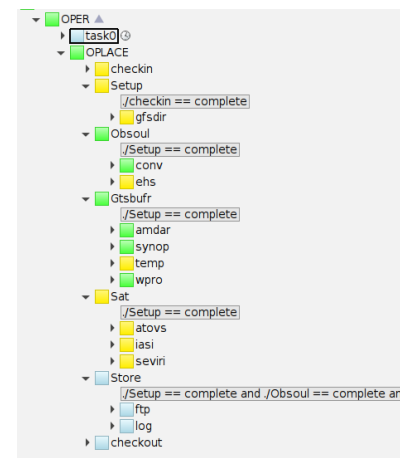 OPER
task0
OPLACE
checkin
Setup
./checkin == complete
gfsdir
Obsoul
./Setup == complete
conv
ehs
Gtsbufr
./Setup == complete
amdar
synop
temp
wpro
Sat
./Setup == complete
atovs
iasi
seviri
Store
./Setup == complete and ./Obsoul == complete an
ftp
log
checkout